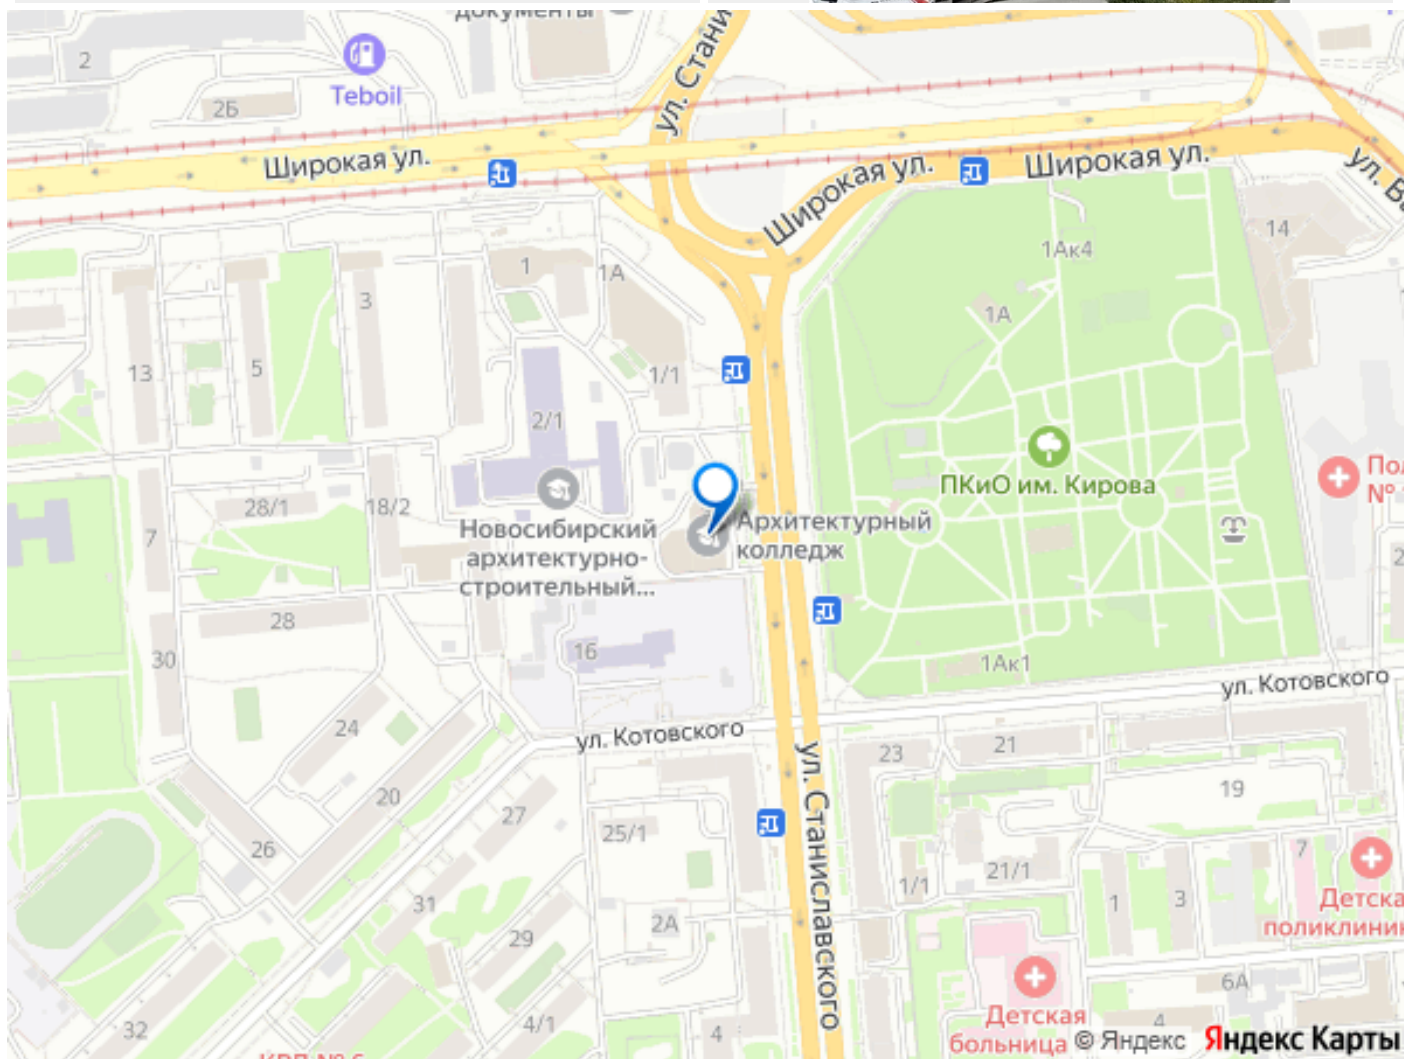 документы
ул. Стани
2
Teboil
2Б
Широкая ул.
Широкая ул.
Широкая ул.
ул. Ва
14
1Ак4
1
1А
3
1А
13
5
1/1
2/1
ПКиО им. Кирова
Пол
№
28/1
18/2
7
Новосибирский
архитектурно-
строительный...
Архитектурный
колледж
2
28
16
30
1Ак1
ул. Котовского
24
ул. Котовского
23
21
20
27
25/1
19
ул. Станиславского
26
21/1
7
31
1/1
1
3
Детска
поликлиник
2А
29
6А
32
4/1
4
Детская
больница
4
© Яндекс Яндекс Карты